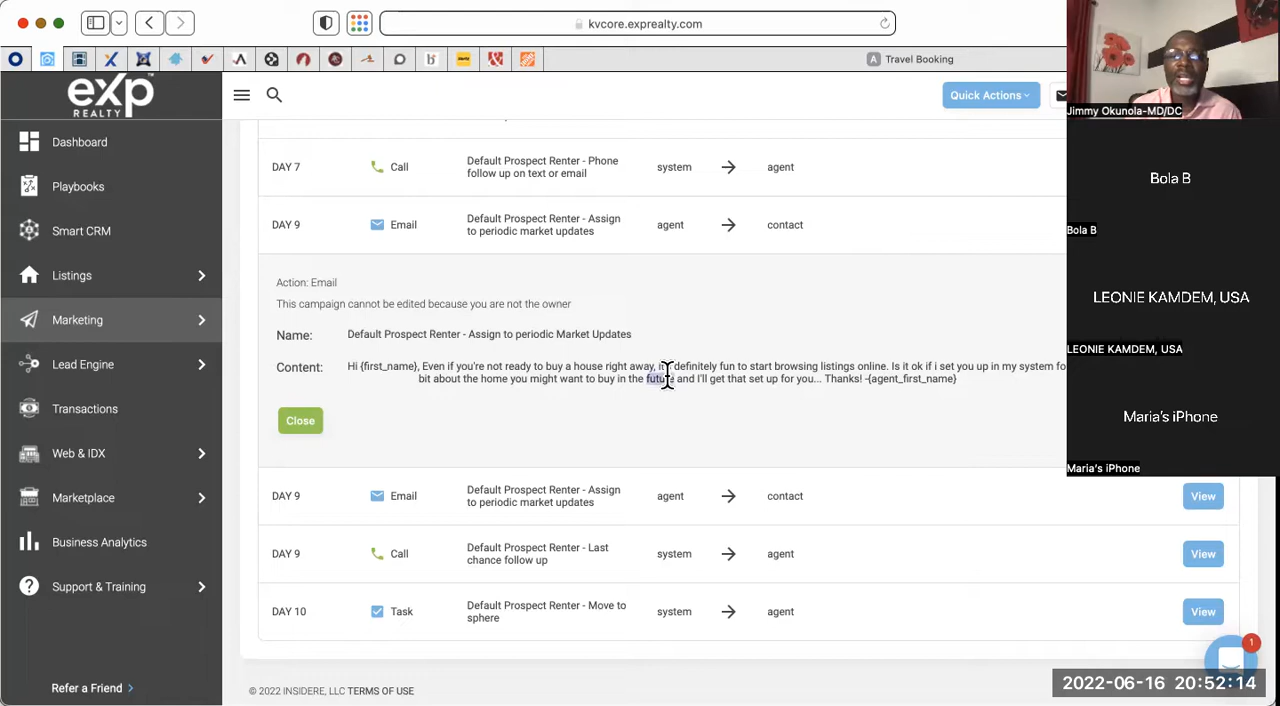 kvcore.exprealty.com
A Travel Booking
exp
REALTY
Quick Actions
Dashboard
Playbooks
Smart CRM
Listings
Marketing
Lead Engine
Transactions
Web & IDX
Marketplace
Business Analytics
Support & Training
Refer a Friend
DAY 7 Call Default Prospect Renter - Phone system agent
follow up on text or email
DAY 9 Email Default Prospect Renter - Assign agent contact
to periodic market updates
Action: Email
This campaign cannot be edited because you are not the owner
Name: Default Prospect Renter - Assign to periodic Market Updates
Content: Hi {first_name}, Even if you're not ready to buy a house right away, definitely fun to start browsing listings online. Is it ok if i set you up in my system fo
bit about the home you might want to buy in the future and I'll get that set up for you... Thanks! -{agent_first_name}
Close
DAY 9 Email Default Prospect Renter - Assign agent contact View
to periodic market updates
DAY 9 Call Default Prospect Renter - Last system agent View
chance follow up
DAY 10 Task Default Prospect Renter - Move to system agent View
sphere
© 2022 INSIDERE, LLC TERMS OF USE
Jimmy Okunola-MD/DC
Bola B
Bola B
LEONIE KAMDEM, USA
LEONIE KAMDEM, USA
Maria's iPhone
Maria's iPhone
1
2022-06-16 20:52:14